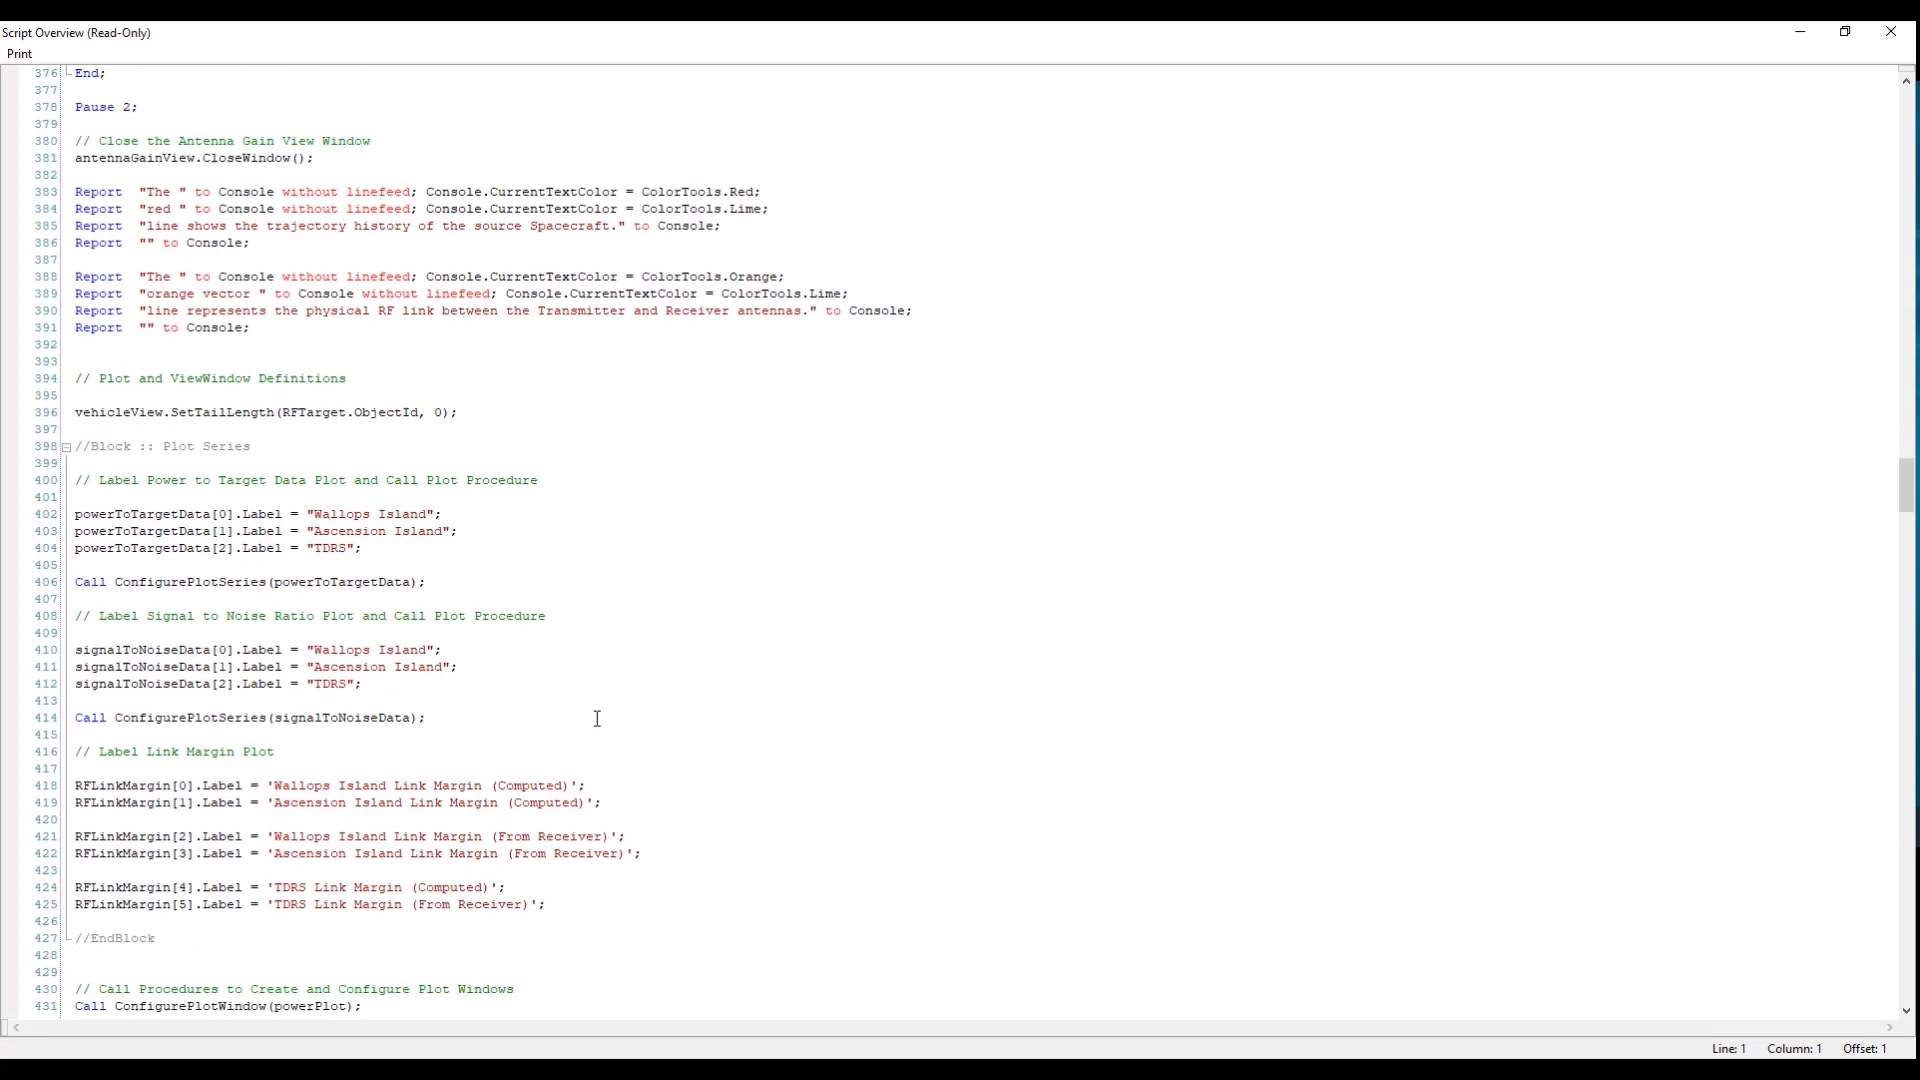 Script Overview (Read-Only)
Print
376 End;
377
378 Pause 2;
379
380 // Close the Antenna Gain View Window
381 antennaGainView.CloseWindow();
382
383 Report "The " to Console without linefeed; Console.CurrentTextColor = ColorTools.Red;
384 Report "red " to Console without linefeed; Console.CurrentTextColor = ColorTools.Lime;
385 Report "line shows the trajectory history of the source Spacecraft." to Console;
386 Report "" to Console;
387
388 Report "The " to Console without linefeed; Console.CurrentTextColor = ColorTools.Orange;
389 Report "orange vector " to Console without linefeed; Console.CurrentTextColor = ColorTools.Lime;
390 Report "line represents the physical RF link between the Transmitter and Receiver antennas." to Console;
391 Report "" to Console;
392
393
394 // Plot and ViewWindow Definitions
395
396 vehicleView.SetTailLength(RFTarget.ObjectId, 0);
397
398 //Block :: Plot Series
399
400 // Label Power to Target Data Plot and Call Plot Procedure
401
402 powerToTargetData[0].Label = "Wallops Island";
403 powerToTargetData[1].Label = "Ascension Island";
404 powerToTargetData[2].Label = "TDRS";
405
406 Call ConfigurePlotSeries(powerToTargetData);
407
408 // Label Signal to Noise Ratio Plot and Call Plot Procedure
409
410 signalToNoiseData[0].Label = "Wallops Island";
411 signalToNoiseData[1].Label = "Ascension Island";
412 signalToNoiseData[2].Label = "TDRS";
413
414 Call ConfigurePlotSeries(signalToNoiseData);
415
416 // Label Link Margin Plot
417
418 RFLinkMargin[0].Label = 'Wallops Island Link Margin (Computed)';
419 RFLinkMargin[1].Label = 'Ascension Island Link Margin (Computed)';
420
421 RFLinkMargin[2].Label = 'Wallops Island Link Margin (From Receiver)';
422 RFLinkMargin[3].Label = 'Ascension Island Link Margin (From Receiver)';
423
424 RFLinkMargin[4].Label = 'TDRS Link Margin (Computed)';
425 RFLinkMargin[5].Label = 'TDRS Link Margin (From Receiver)';
426
427 //EndBlock
428
429
430 // Call Procedures to Create and Configure Plot Windows
431 Call ConfigurePlotWindow(powerPlot);
Line: 1 Column: 1 Offset: 1